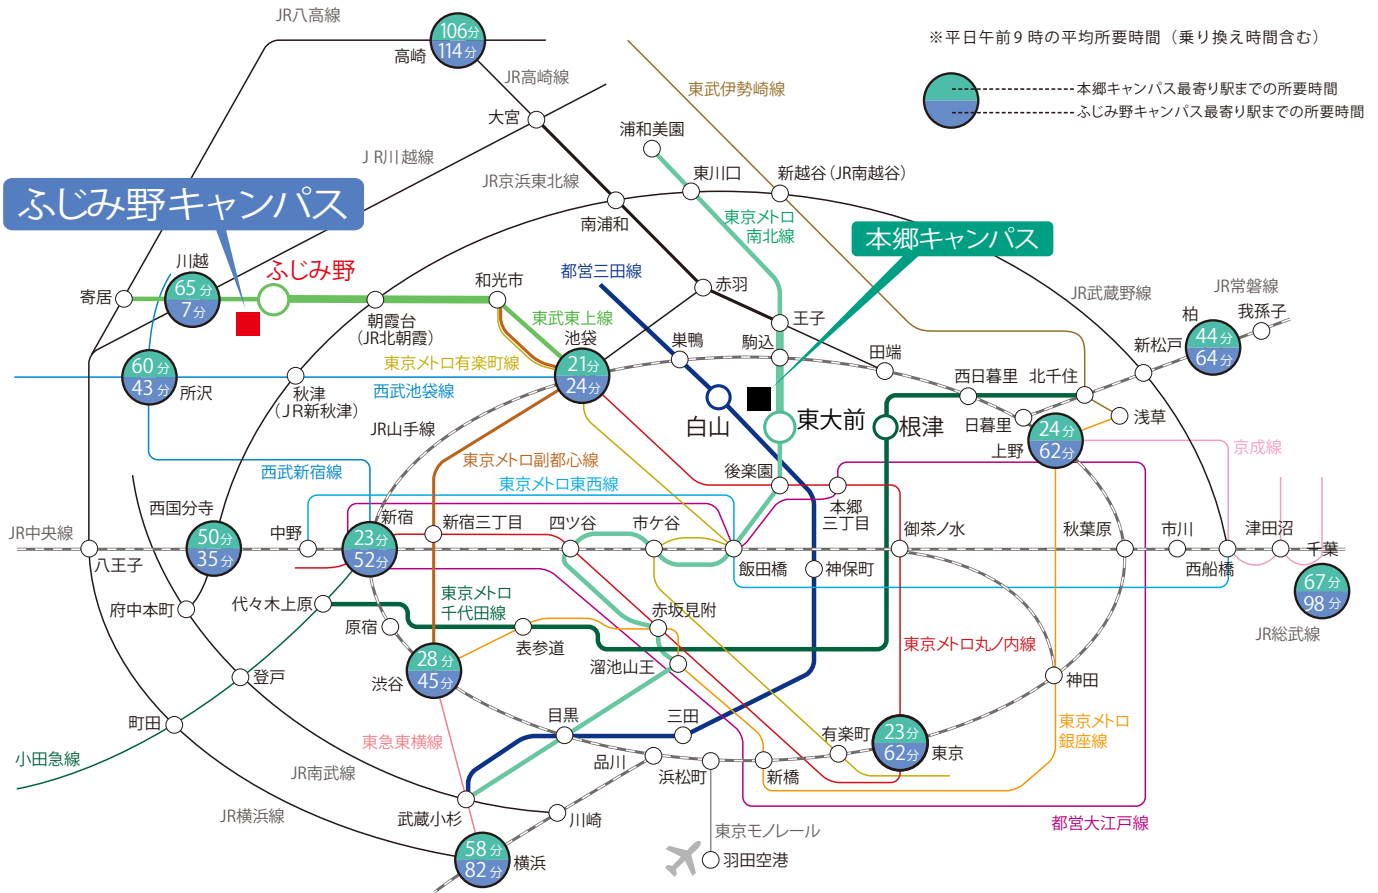 JR八高線
106分
114分
高崎
※平日午前9時の平均所要時間（乗り換え時間含む）
JR高崎線
東武伊勢崎線
本郷キャンパス最寄り駅までの所要時間
ふじみ野キャンパス最寄り駅までの所要時間
大宮
浦和美園
JR川越線
JR京浜東北線
東川口
新越谷（JR南越谷）
ふじみ野キャンパス
南浦和
東京メトロ
南北線
本郷キャンパス
川越
65分
7分
ふじみ野
和光市
都営三田線
赤羽
JR武蔵野線
JR常磐線
寄居
朝霞台
（JR北朝霞）
東武東上線
王子
柏
44分
64分
我孫子
東京メトロ有楽町線
池袋
21分
24分
巣鴨
駒込
田端
新松戸
60分
43分
所沢
秋津
（JR新秋津）
西武池袋線
西日暮里
北千住
JR山手線
白山
東大前
根津
日暮里
浅草
24分
62分
上野
京成線
西武新宿線
東京メトロ副都心線
東京メトロ東西線
後楽園
本郷
三丁目
西国分寺
50分
35分
中野
新宿
23分
52分
新宿三丁目
四ツ谷
市ケ谷
御茶ノ水
秋葉原
市川
津田沼
千葉
67分
98分
JR中央線
八王子
飯田橋
神保町
西船橋
府中本町
代々木上原
東京メトロ
千代田線
赤坂見附
JR総武線
原宿
表参道
溜池山王
東京メトロ丸ノ内線
渋谷
28分
45分
登戸
神田
町田
目黒
三田
有楽町
23分
62分
東京
東京メトロ
銀座線
小田急線
東急東横線
品川
浜松町
新橋
JR南武線
JR横浜線
武蔵小杉
川崎
東京モノレール
都営大江戸線
58分
82分
横浜
羽田空港